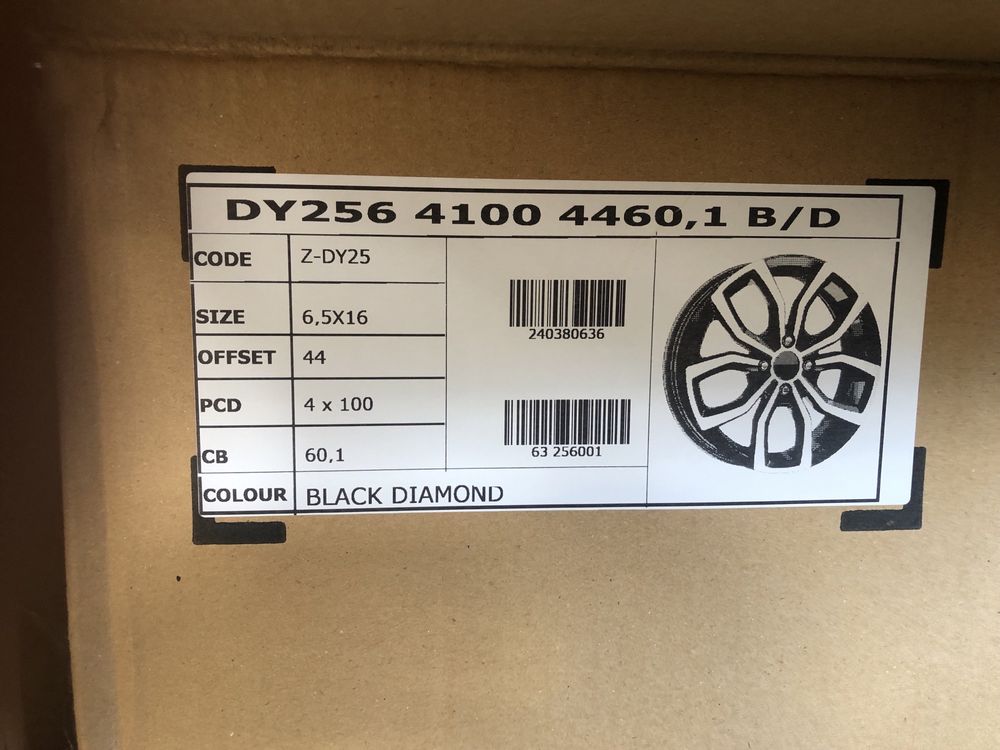 DY256 4100 4460,1 B/D
CODE Z-DY25
SIZE 6,5X16
OFFSET 44
PCD 4 x 100
CB 60,1
COLOUR BLACK DIAMOND
240380636
63 256001